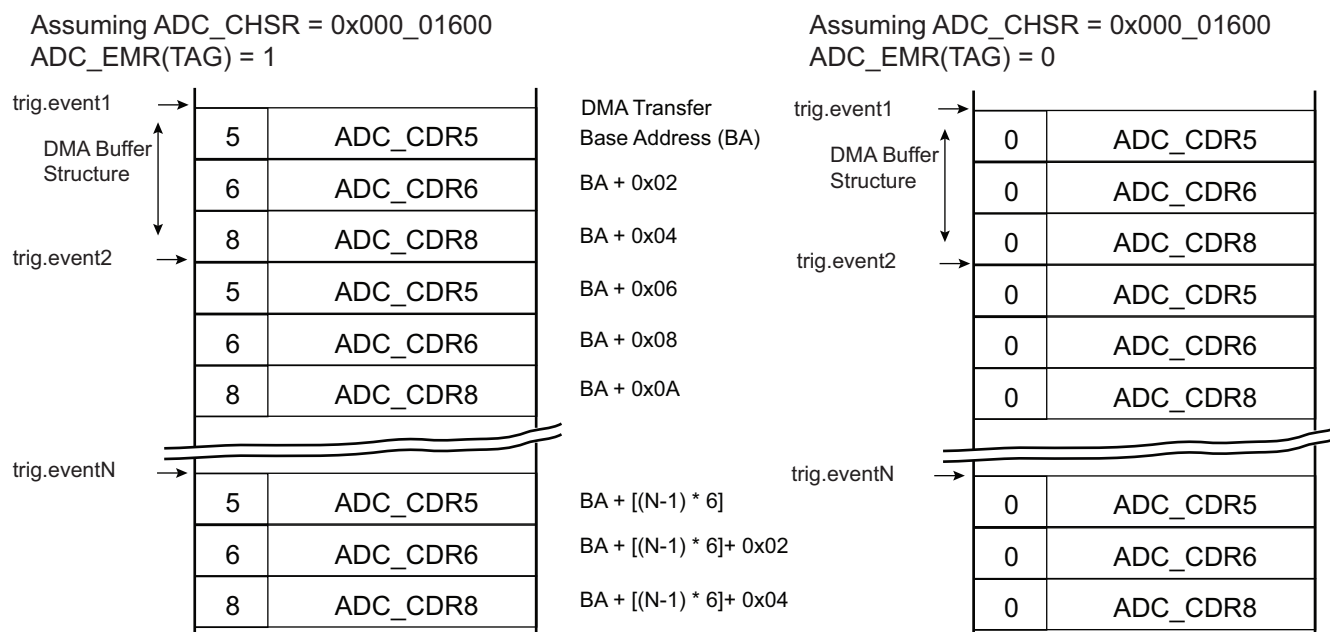 Assuming ADC_CHSR = 0x000_01600
ADC_EMR(TAG) = 1
trig.event1
DMA Buffer
Structure
5 ADC_CDR5
6 ADC_CDR6
8 ADC_CDR8
trig.event2
5 ADC_CDR5
6 ADC_CDR6
8 ADC_CDR8
trig.eventN
5 ADC_CDR5
6 ADC_CDR6
8 ADC_CDR8
DMA Transfer
Base Address (BA)
BA + 0x02
BA + 0x04
BA + 0x06
BA + 0x08
BA + 0x0A
BA + [(N-1) * 6]
BA + [(N-1) * 6]+ 0x02
BA + [(N-1) * 6]+ 0x04
Assuming ADC_CHSR = 0x000_01600
ADC_EMR(TAG) = 0
trig.event1
DMA Buffer
Structure
0 ADC_CDR5
0 ADC_CDR6
0 ADC_CDR8
trig.event2
0 ADC_CDR5
0 ADC_CDR6
0 ADC_CDR8
trig.eventN
0 ADC_CDR5
0 ADC_CDR6
0 ADC_CDR8